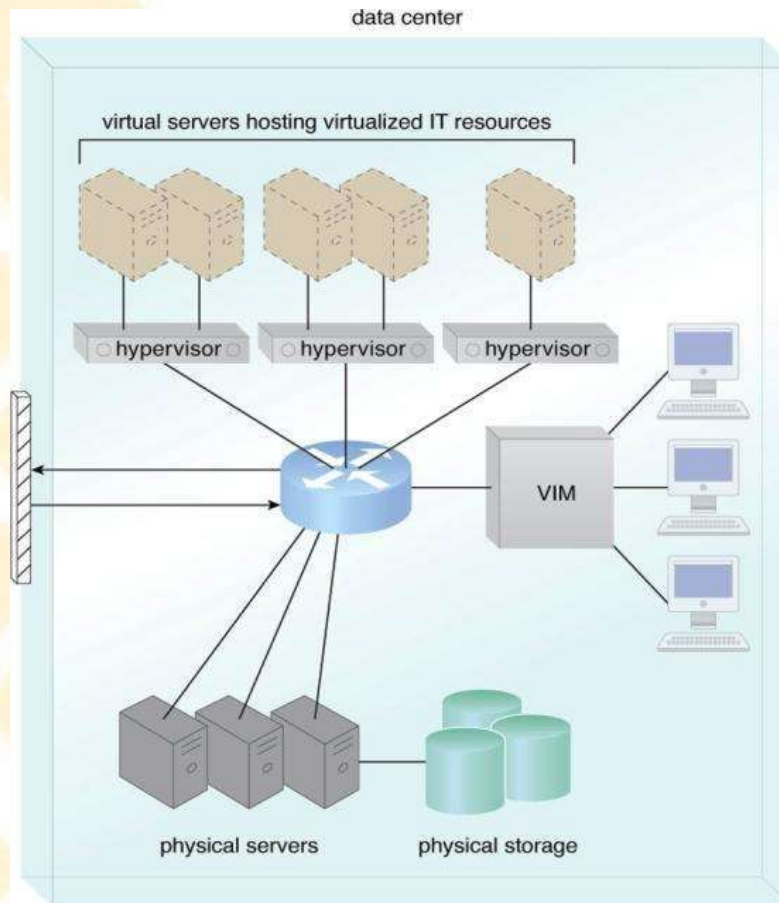 data center
virtual servers hosting virtualized IT resources
hypervisor
hypervisor
hypervisor
VIM
physical servers
physical storage